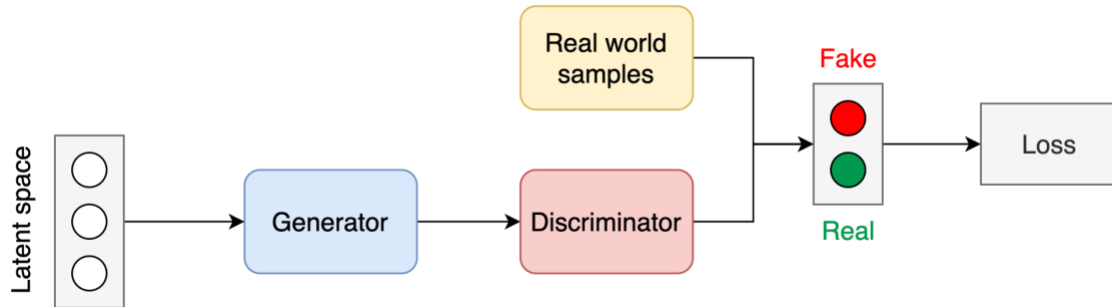 Real world
samples
Fake
Latent space
Generator
Discriminator
Real
Loss